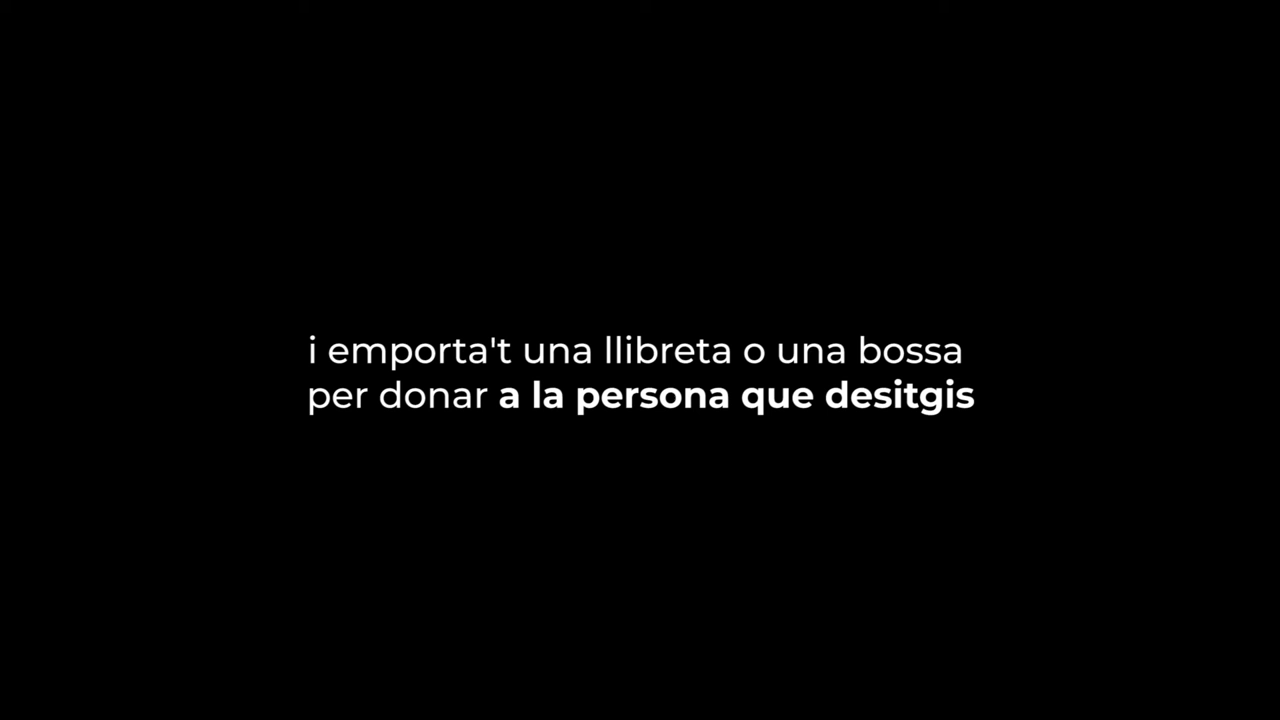 i emporta't una llibreta o una bossa
per donar a la persona que desitgis